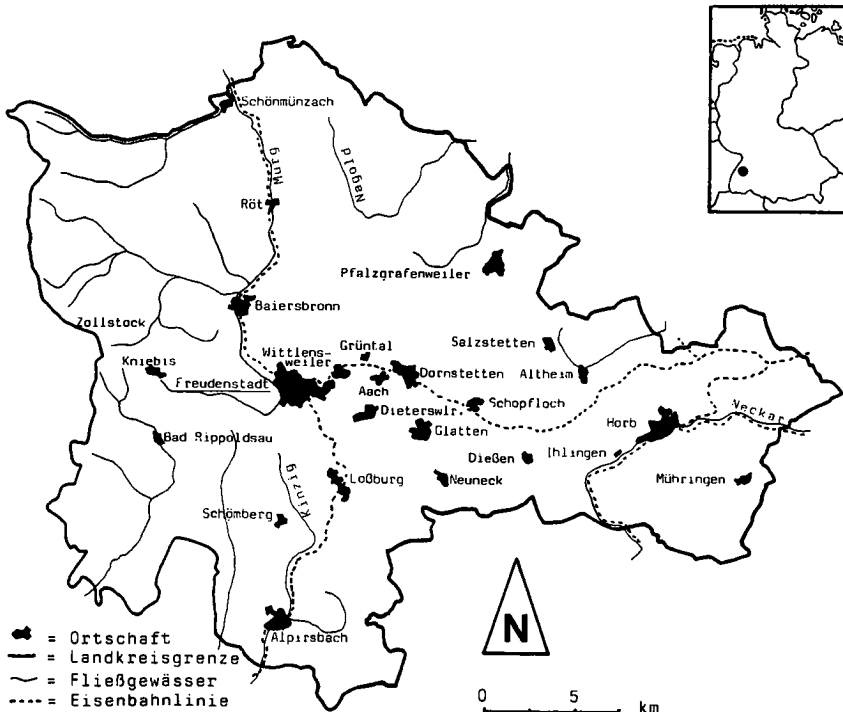 Schönmünzach
Murg
Nagold
Röt
Pfalzgrafenweiler
Baiersbronn
Zollstock
Grüntal
Salzstetten
Wittlens-
weiler
Kniebis
Freudenstadt
Aach
Dornstetten
Altheim
Dieterswlr.
Schopfloch
Neckar
Horb
Glatten
Bad Rippoldsau
Dießen
Ihlingen
Loßburg
Neuneck
Mühringen
Kinzig
Schömberg
Alpirsbach
N
= Ortschaft
= Landkreisgrenze
= Fließgewässer
= Eisenbahnlinie
0 5 km